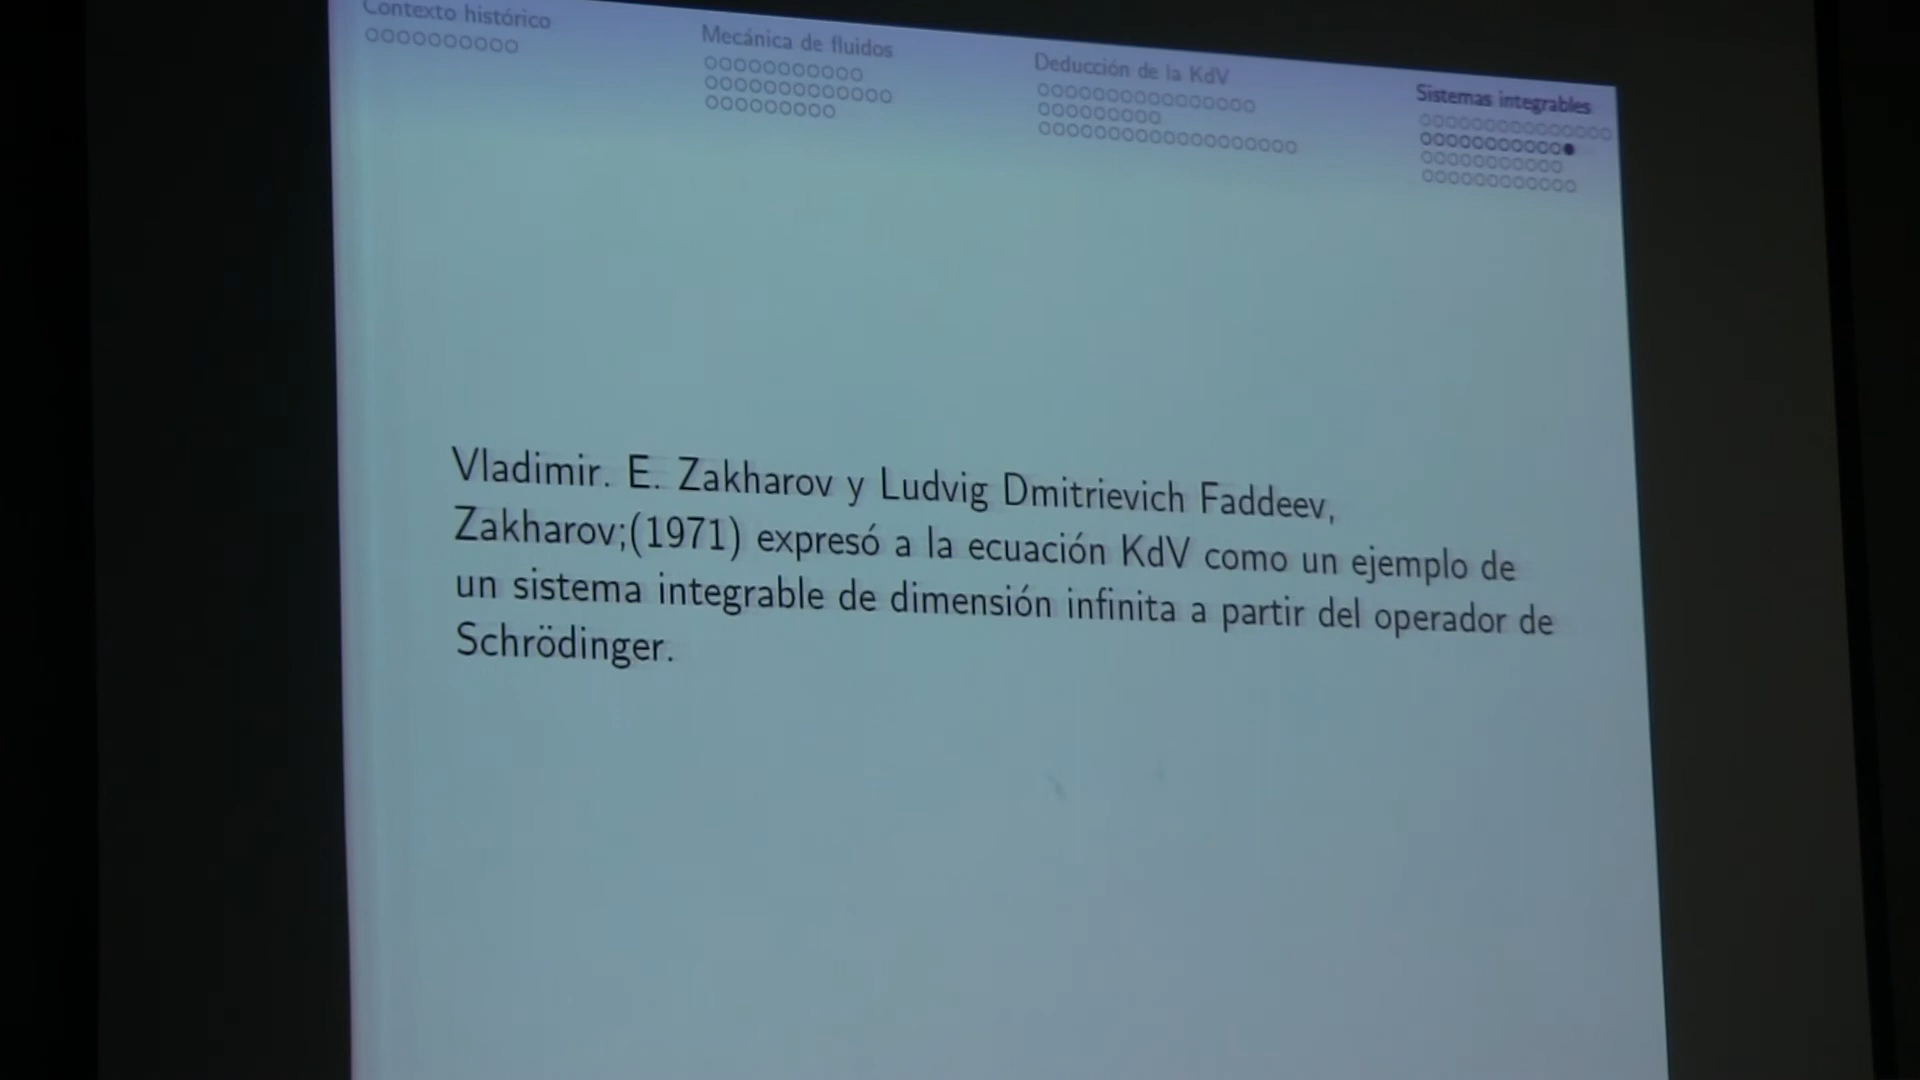 Contexto histórico
Mecánica de fluidos
Deducción de la KdV
Sistemas integrables
Vladimir. E. Zakharov y Ludvig Dmitrievich Faddeev,
Zakharov;(1971) expresó a la ecuación KdV como un ejemplo de
un sistema integrable de dimensión infinita a partir del operador de
Schrödinger.